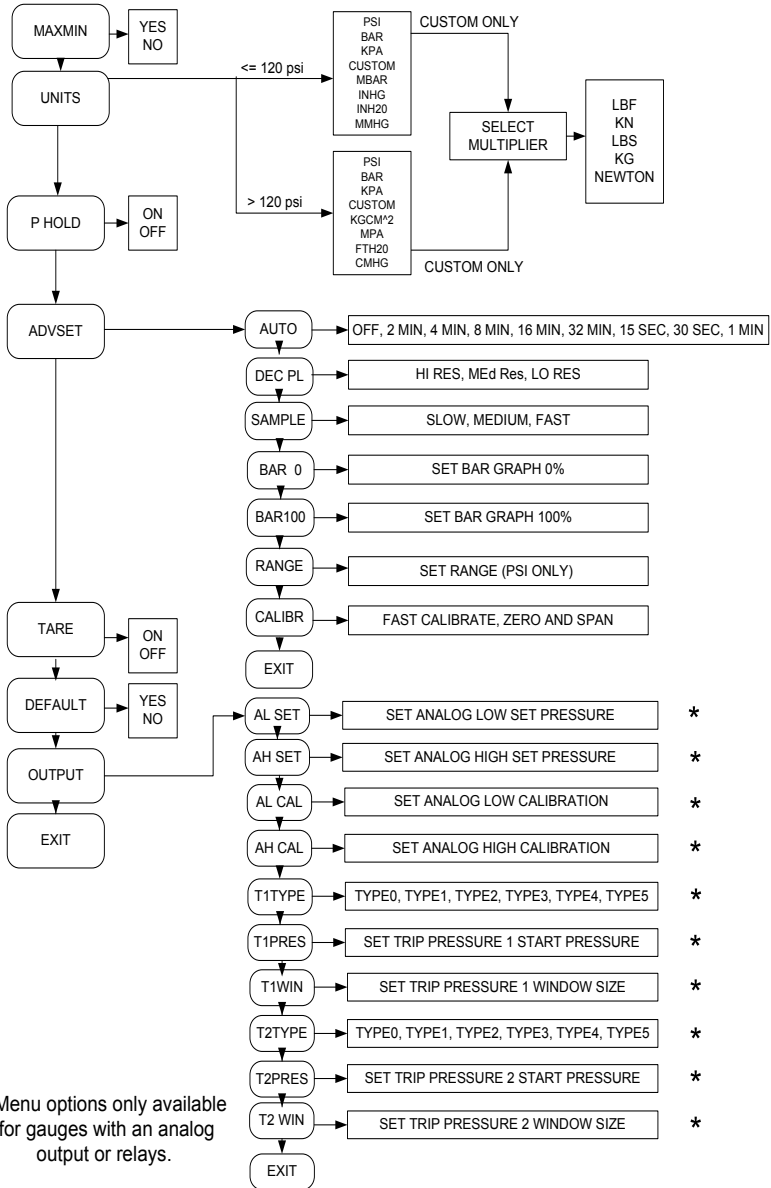 MAXMIN
YES
NO
UNITS
<= 120 psi
PSI
BAR
KPA
CUSTOM
MBAR
INHG
INH20
MMHG
CUSTOM ONLY
> 120 psi
PSI
BAR
KPA
CUSTOM
KGCM^2
MPA
FTH20
CMHG
CUSTOM ONLY
SELECT
MULTIPLIER
LBF
KN
LBS
KG
NEWTON
P HOLD
ON
OFF
ADVSET
AUTO
OFF, 2 MIN, 4 MIN, 8 MIN, 16 MIN, 32 MIN, 15 SEC, 30 SEC, 1 MIN
DEC PL
HI RES, MEd Res, LO RES
SAMPLE
SLOW, MEDIUM, FAST
BAR 0
SET BAR GRAPH 0%
BAR100
SET BAR GRAPH 100%
RANGE
SET RANGE (PSI ONLY)
CALIBR
FAST CALIBRATE, ZERO AND SPAN
EXIT
TARE
ON
OFF
DEFAULT
YES
NO
OUTPUT
AL SET
SET ANALOG LOW SET PRESSURE *
AH SET
SET ANALOG HIGH SET PRESSURE *
AL CAL
SET ANALOG LOW CALIBRATION *
AH CAL
SET ANALOG HIGH CALIBRATION *
T1TYPE
TYPE0, TYPE1, TYPE2, TYPE3, TYPE4, TYPE5 *
T1PRES
SET TRIP PRESSURE 1 START PRESSURE *
T1WIN
SET TRIP PRESSURE 1 WINDOW SIZE *
T2TYPE
TYPE0, TYPE1, TYPE2, TYPE3, TYPE4, TYPE5 *
T2PRES
SET TRIP PRESSURE 2 START PRESSURE *
T2 WIN
SET TRIP PRESSURE 2 WINDOW SIZE *
EXIT
EXIT
Menu options only available
for gauges with an analog
output or relays.